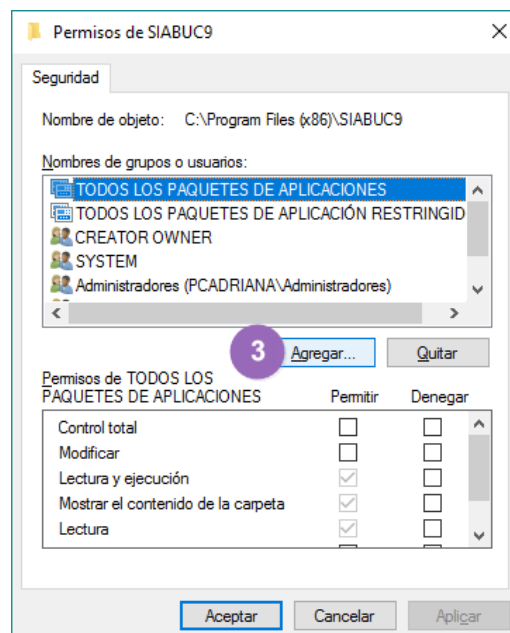 Permisos de SIABUC9
Seguridad
Nombre de objeto: C:\Program Files (x86)\SIABUC9
Nombres de grupos o usuarios:
TODOS LOS PAQUETES DE APLICACIONES
TODOS LOS PAQUETES DE APLICACIÓN RESTRINGID
CREATOR OWNER
SYSTEM
Administradores (PCADRIANA\Administradores)
3 Agregar... Quitar
Permisos de TODOS LOS
PAQUETES DE APLICACIONES Permitir Denegar
Control total
Modificar
Lectura y ejecución
Mostrar el contenido de la carpeta
Lectura
Aceptar Cancelar Aplicar